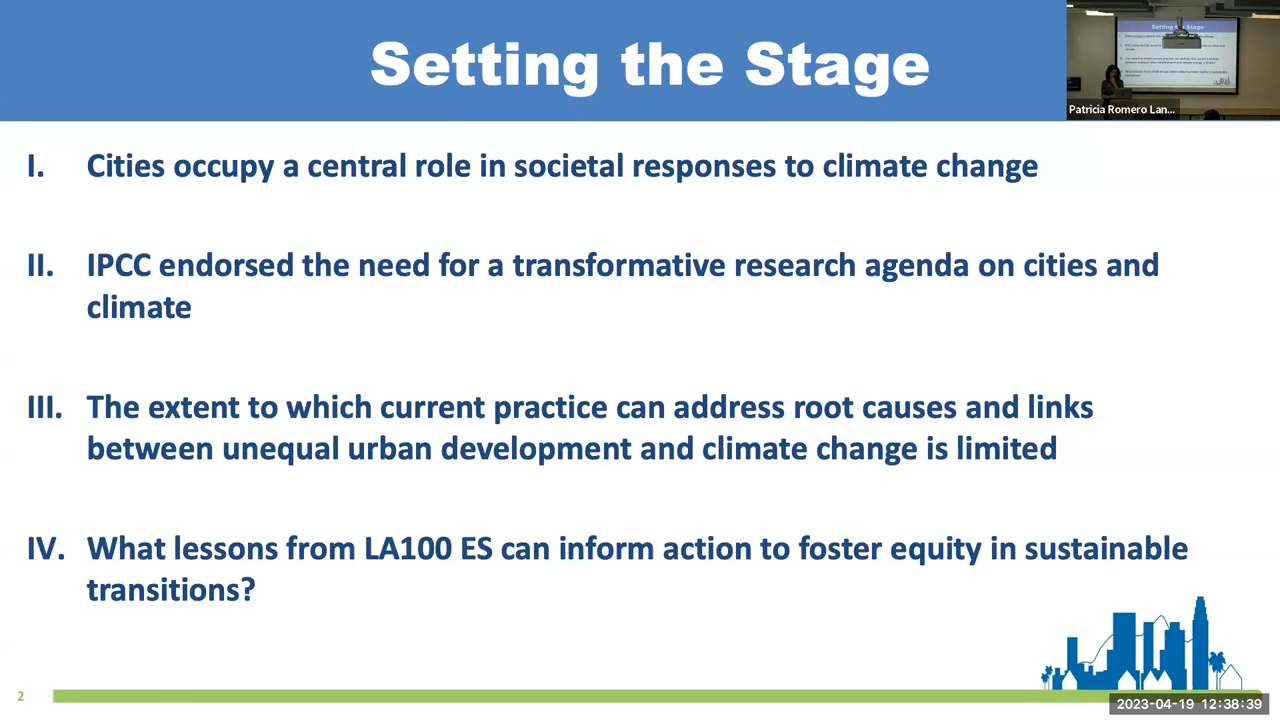 Setting the Stage
Patricia Romero Lan...
I. Cities occupy a central role in societal responses to climate change
II. IPCC endorsed the need for a transformative research agenda on cities and
climate
III. The extent to which current practice can address root causes and links
between unequal urban development and climate change is limited
IV. What lessons from LA100 ES can inform action to foster equity in sustainable
transitions?
2
2023-04-19 12:38:39